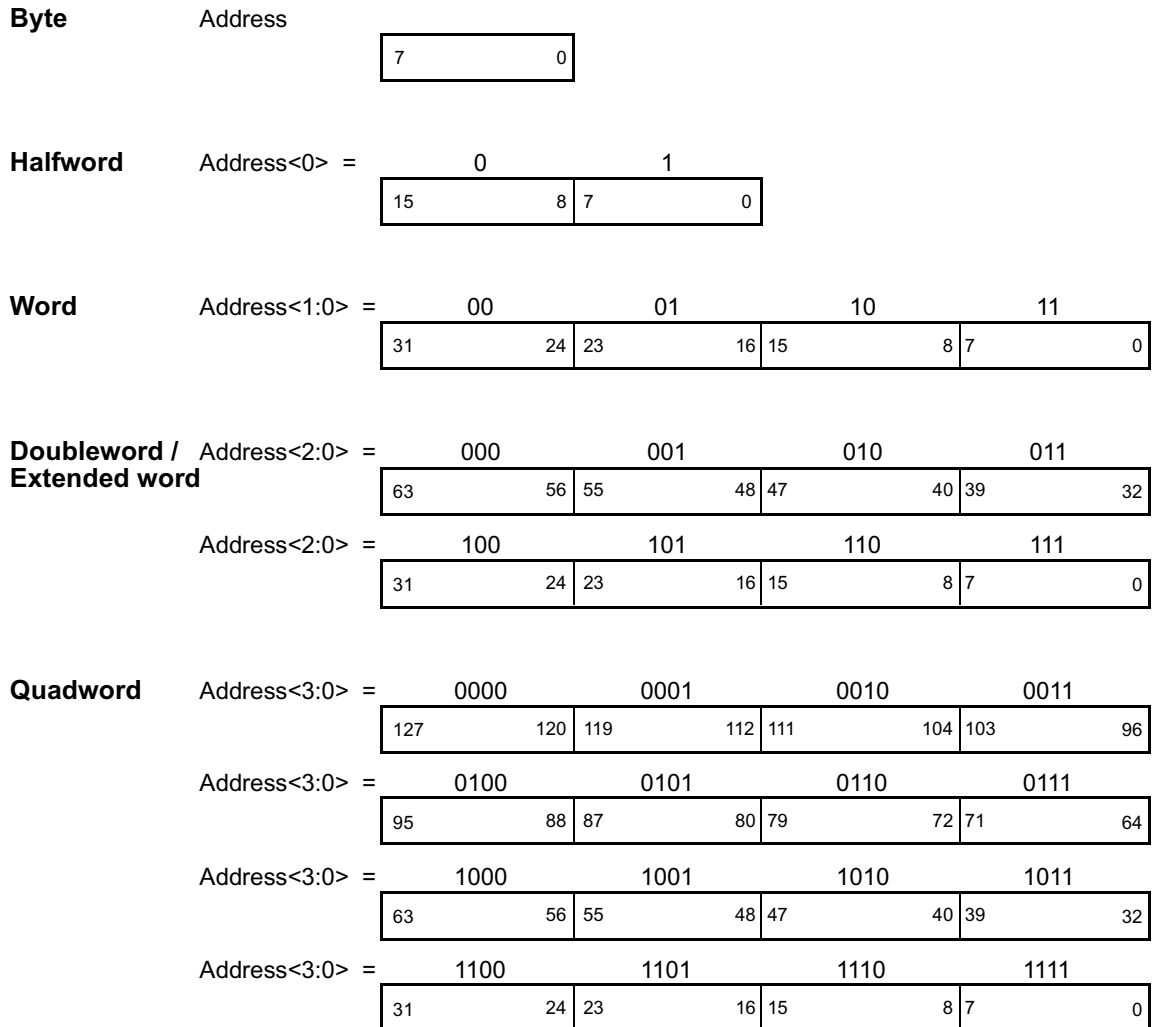 Byte Address
7 0
Halfword Address<0> = 0 1
15 8 7 0
Word Address<1:0> = 00 01 10 11
31 24 23 16 15 8 7 0
Doubleword / Address<2:0> = 000 001 010 011
Extended word
63 56 55 48 47 40 39 32
Address<2:0> = 100 101 110 111
31 24 23 16 15 8 7 0
Quadword Address<3:0> = 0000 0001 0010 0011
127 120 119 112 111 104 103 96
Address<3:0> = 0100 0101 0110 0111
95 88 87 80 79 72 71 64
Address<3:0> = 1000 1001 1010 1011
63 56 55 48 47 40 39 32
Address<3:0> = 1100 1101 1110 1111
31 24 23 16 15 8 7 0